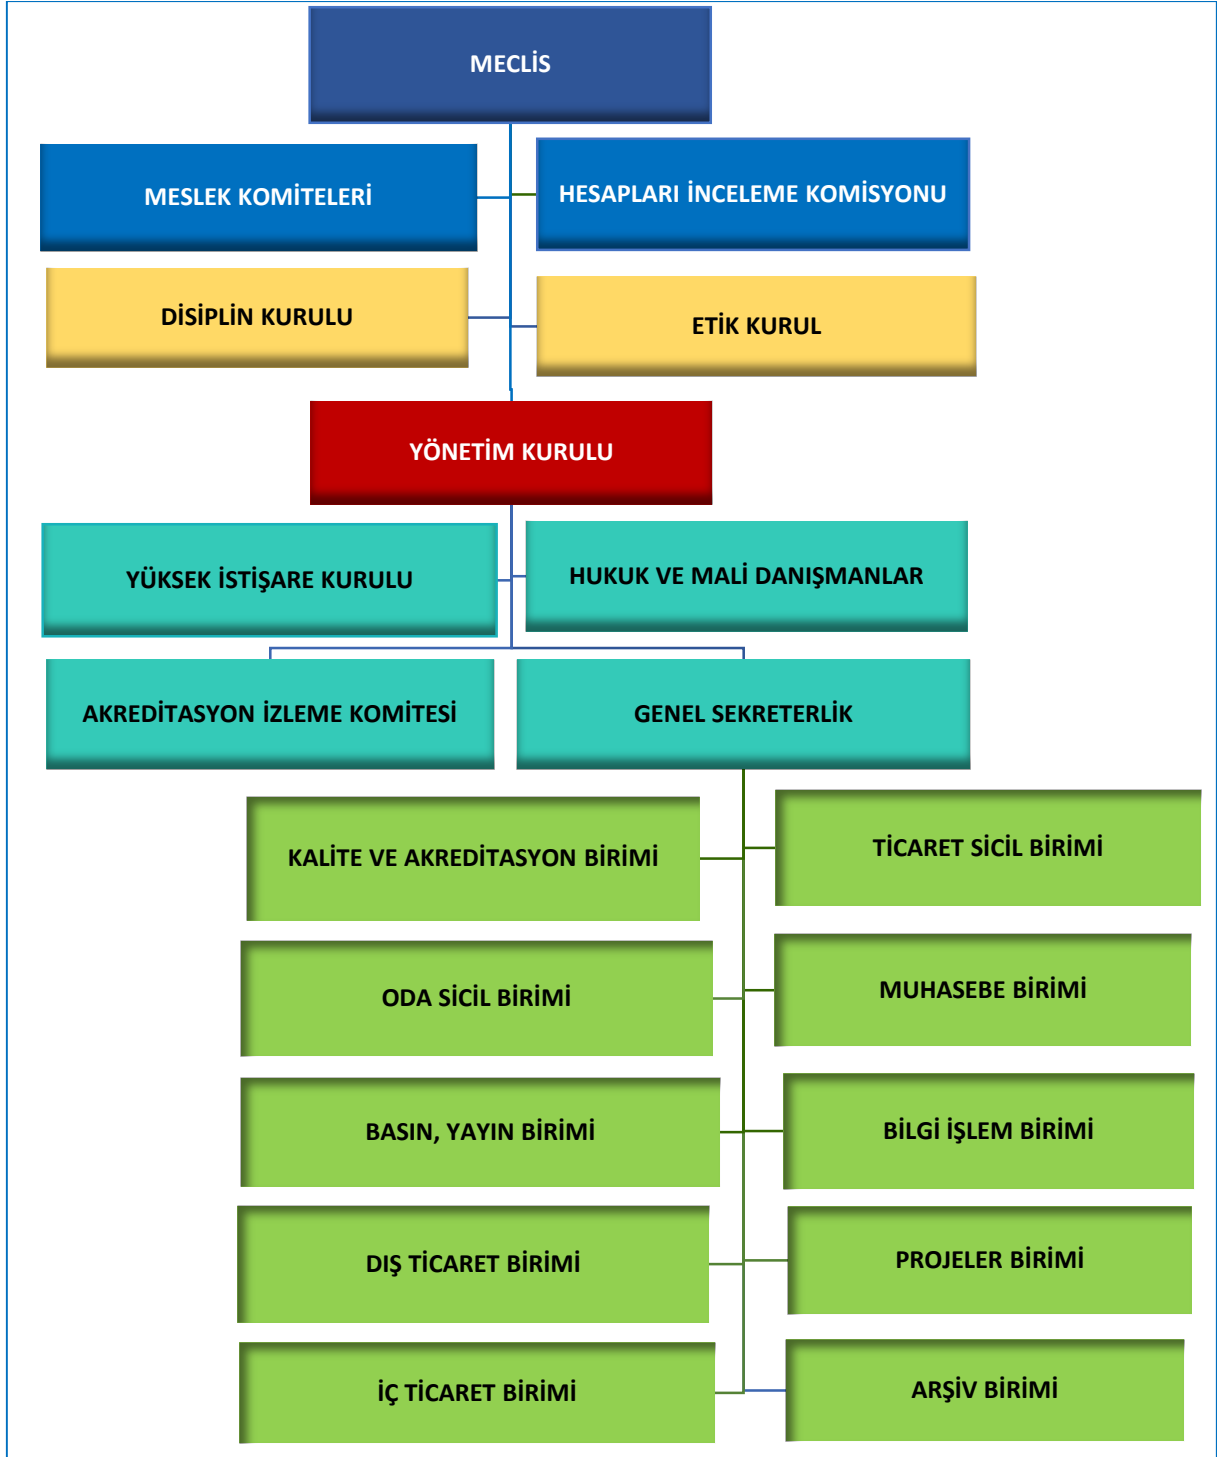 MECLİS
MESLEK KOMİTELERİ
HESAPLARI İNCELEME KOMİSYONU
DİSİPLİN KURULU
ETİK KURUL
YÖNETİM KURULU
YÜKSEK İSTİŞARE KURULU
HUKUK VE MALİ DANIŞMANLAR
AKREDİTASYON İZLEME KOMİTESİ
GENEL SEKRETERLİK
KALİTE VE AKREDİTASYON BİRİMİ
TİCARET SİCİL BİRİMİ
ODA SİCİL BİRİMİ
MUHASEBE BİRİMİ
BASIN, YAYIN BİRİMİ
BİLGİ İŞLEM BİRİMİ
DIŞ TİCARET BİRİMİ
PROJELER BİRİMİ
İÇ TİCARET BİRİMİ
ARŞİV BİRİMİ